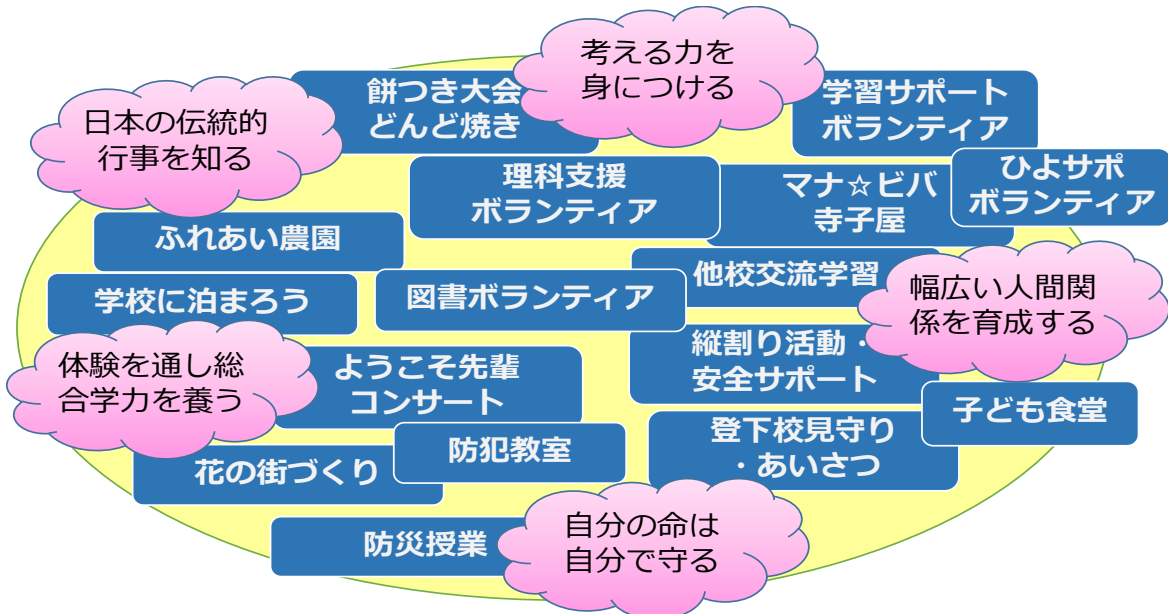 考える力を
身につける
餅つき大会
どんど焼き
学習サポート
ボランティア
日本の伝統的
行事を知る
理科支援
ボランティア
マナ☆ビバ
寺子屋
ひよサポ
ボランティア
ふれあい農園
他校交流学習
学校に泊まろう
図書ボランティア
幅広い人間関
係を育成する
体験を通し総
合学力を養う
ようこそ先輩
コンサート
縦割り活動・
安全サポート
子ども食堂
花の街づくり
防犯教室
登下校見守り
・あいさつ
防災授業
自分の命は
自分で守る